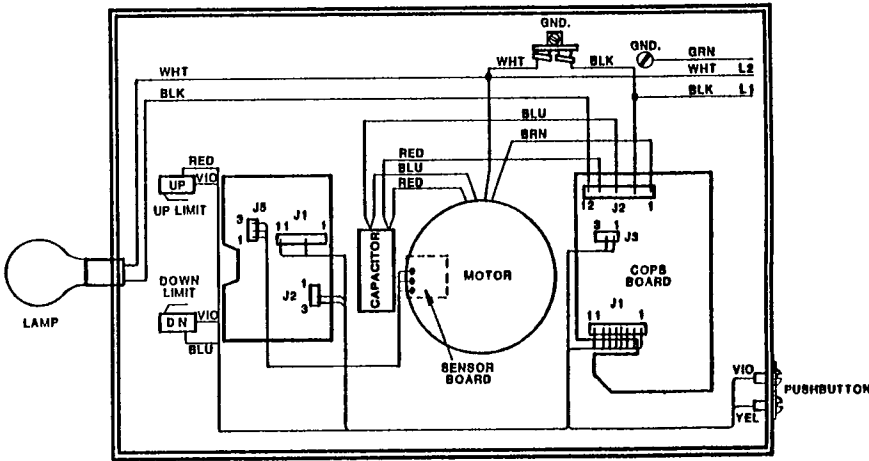 GND.
GND.
GRN
WHT
BLK
WHT
WHT L2
BLK
BLK L1
BLU
BRN
RED
RED
BLU
RED
VIO
UP
UP LIMIT
J5
3
1
J1
11 1
12 J2 1
3 1
J3
CAPACITOR
MOTOR
COPS
BOARD
DOWN
LIMIT
J2
1
3
J1
11 1
LAMP
DN
VIO
BLU
SENSOR
BOARD
VIO
PUSHBUTTON
YEL